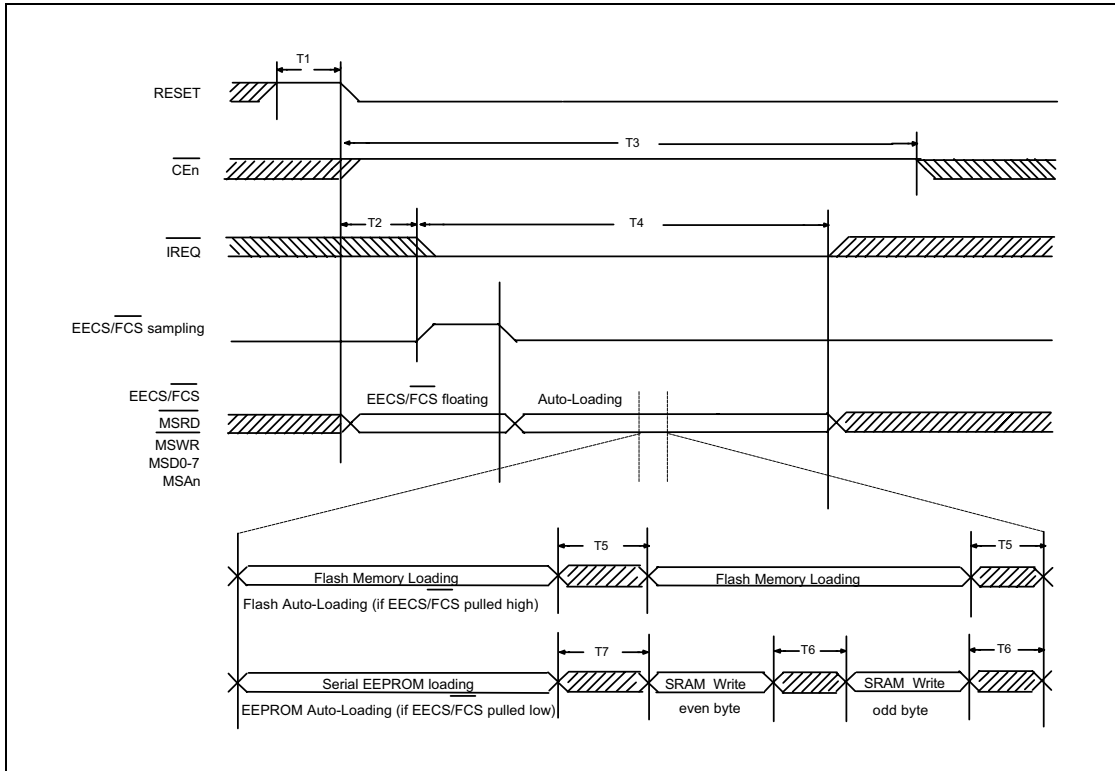 T1
RESET
T3
CEn
T2
T4
IREQ
EECS/FCS sampling
EECS/FCS
EECS/FCS floating
Auto-Loading
MSRD
MSWR
MSD0-7
MSAn
T5
T5
Flash Memory Loading
Flash Memory Loading
Flash Auto-Loading (if EECS/FCS pulled high)
T7
T6
T6
Serial EEPROM loading
SRAM Write
SRAM Write
EEPROM Auto-Loading (if EECS/FCS pulled low)
even byte
odd byte